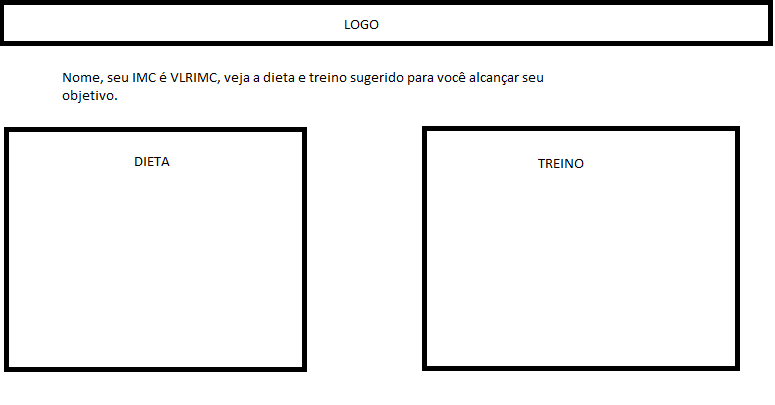 LOGO
Nome, seu IMC é VLRIMC, veja a dieta e treino sugerido para você alcançar seu
objetivo.
DIETA
TREINO